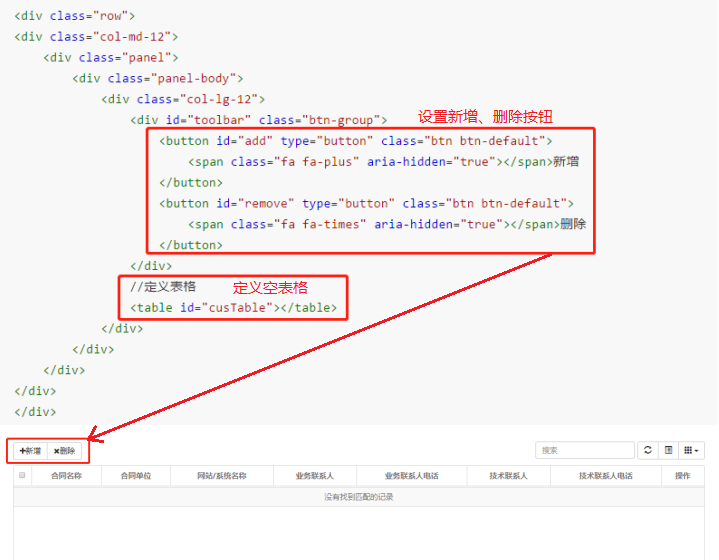 <div class="row">
<div class="col-md-12">
<div class="panel">
<div class="panel-body">
<div class="col-lg-12">
<div id="toolbar" class="btn-group">
设置新增、删除按钮
<button id="add" type="button" class="btn btn-default">
<span class="fa fa-plus" aria-hidden="true"></span>新增
</button>
<button id="remove" type="button" class="btn btn-default">
<span class="fa fa-times" aria-hidden="true"></span>删除
</button>
</div>
//定义表格
定义空表格
<table id="cusTable"></table>
</div>
</div>
</div>
</div>
</div>
新增 删除 搜索
合同名称 合同单位 网站/系统名称 业务联系人 业务联系人电话 技术联系人 技术联系人电话 操作
没有找到匹配的记录